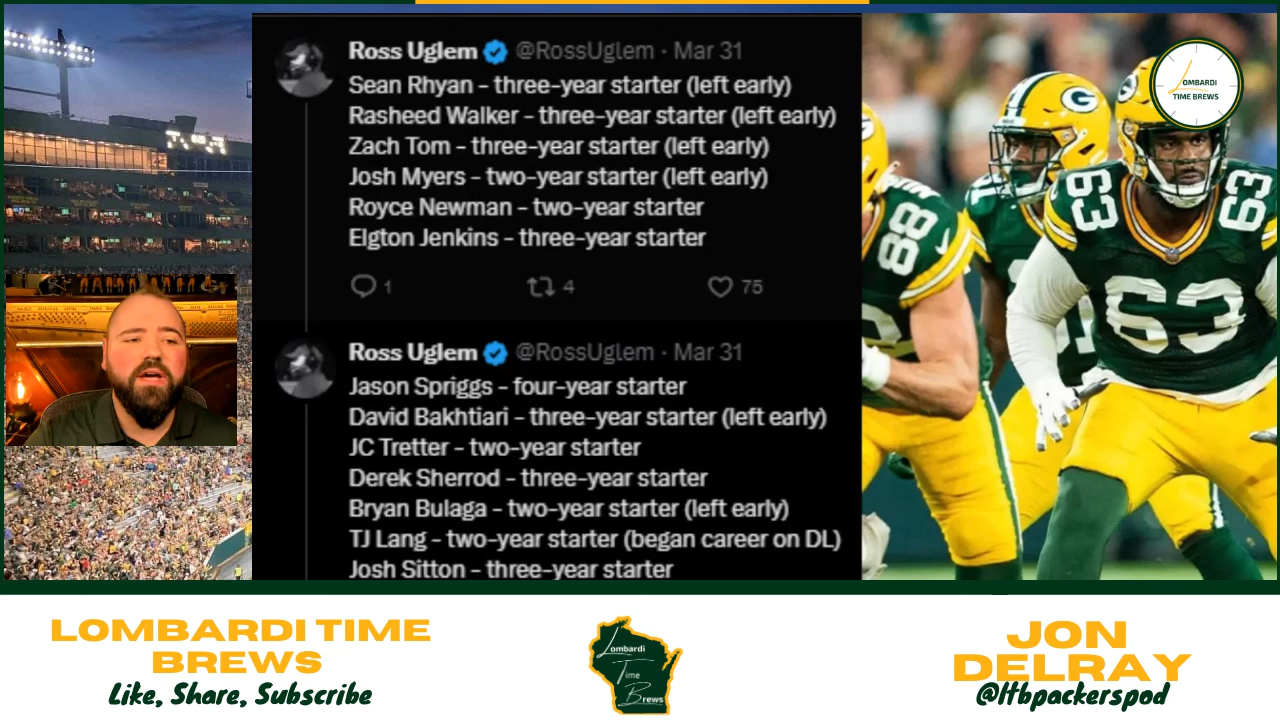 Ross Uglem @RossUglem · Mar 31
Sean Rhyan - three-year starter (left early)
Rasheed Walker - three-year starter (left early)
Zach Tom - three-year starter (left early)
Josh Myers - two-year starter (left early)
Royce Newman - two-year starter
Elgton Jenkins - three-year starter
1 4 75
Ross Uglem @RossUglem · Mar 31
Jason Spriggs - four-year starter
David Bakhtiari - three-year starter (left early)
JC Tretter - two-year starter
Derek Sherrod - three-year starter
Bryan Bulaga - two-year starter (left early)
TJ Lang - two-year starter (began career on DL)
Josh Sitton - three-year starter
LOMBARDI
TIME BREWS
G
88
63
63
63
LOMBARDI TIME
BREWS
Like, Share, Subscribe
Lombardi
Time
Brews
JON
DELRAY
@ltbpackerspod